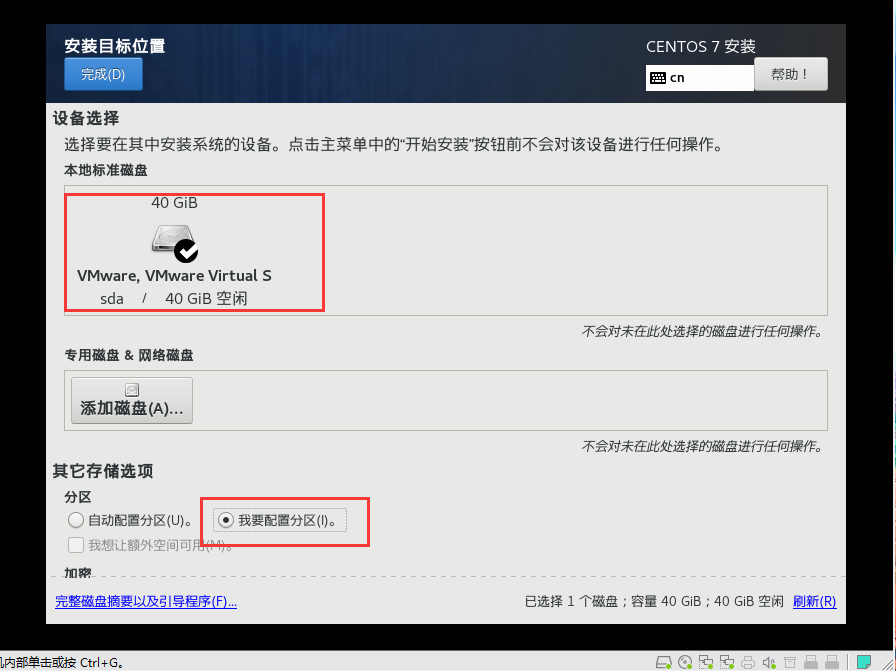 安装目标位置
CENTOS 7 安装
完成(D)
cn
帮助！
设备选择
选择要在其中安装系统的设备。点击主菜单中的“开始安装”按钮前不会对该设备进行任何操作。
本地标准磁盘
40 GiB
VMware, VMware Virtual S
sda / 40 GiB 空闲
不会对未在此处选择的磁盘进行任何操作。
专用磁盘 & 网络磁盘
添加磁盘(A)...
不会对未在此处选择的磁盘进行任何操作。
其它存储选项
分区
自动配置分区(U)。
我要配置分区(I)。
我想让额外空间可用(M)。
加密
完整磁盘摘要以及引导程序(F)...
已选择 1 个磁盘；容量 40 GiB；40 GiB 空闲
刷新(R)
内部单击或按 Ctrl+G。